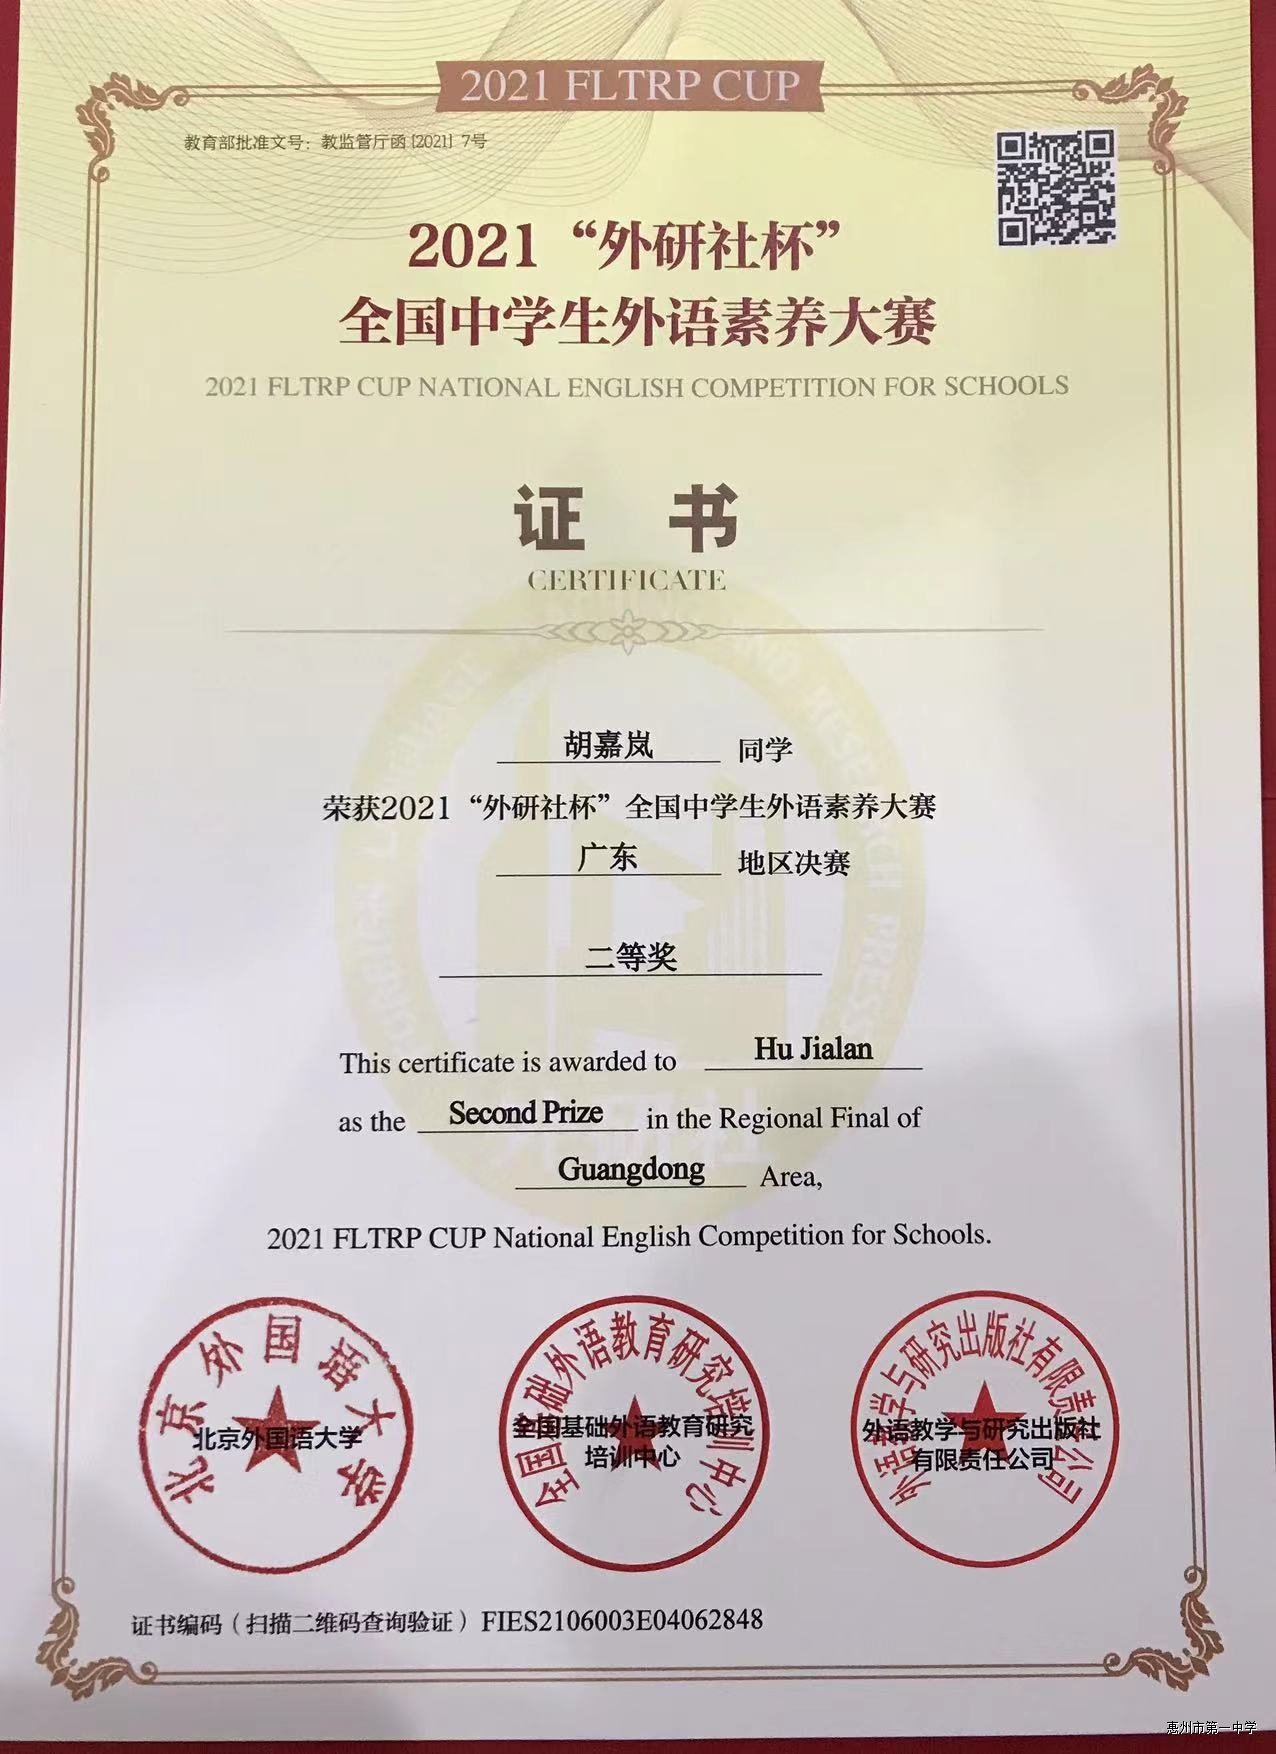 2021 FLTRP CUP
教育部批准文号：教监管厅函 [2021] 7号
2021“外研社杯”
全国中学生外语素养大赛
2021 FLTRP CUP NATIONAL ENGLISH COMPETITION FOR SCHOOLS
证 书
CERTIFICATE
胡嘉岚 同学
荣获2021“外研社杯”全国中学生外语素养大赛
广东 地区决赛
二等奖
This certificate is awarded to Hu Jialan
as the Second Prize in the Regional Final of
Guangdong Area,
2021 FLTRP CUP National English Competition for Schools.
北京外国语大学
北京外国语大学
全国基础外语教育研究培训中心
全国基础外语教育研究
培训中心
外语教学与研究出版社有限责任公司
外语教学与研究出版社
有限责任公司
证书编码（扫描二维码查询验证）FIES2106003E04062848
惠州市第一中学